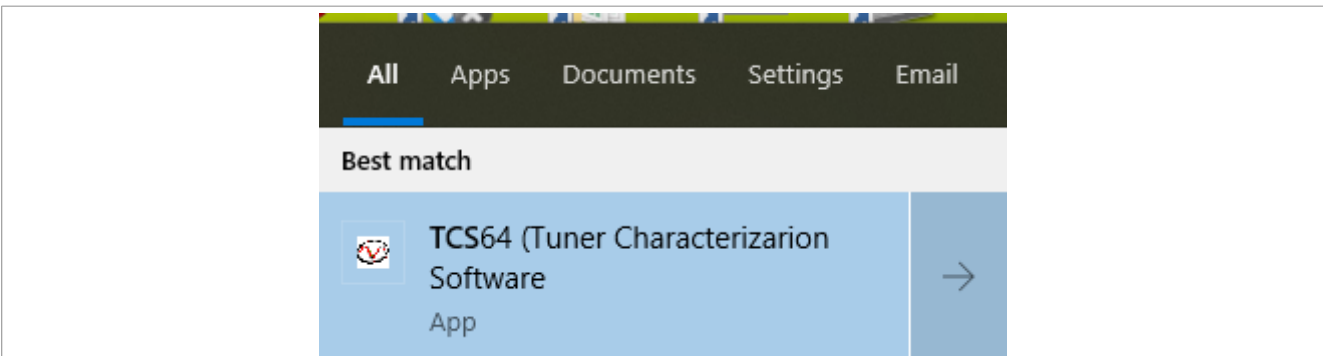 All Apps Documents Settings Email
Best match
TCS64 (Tuner Characterizarion
Software
App